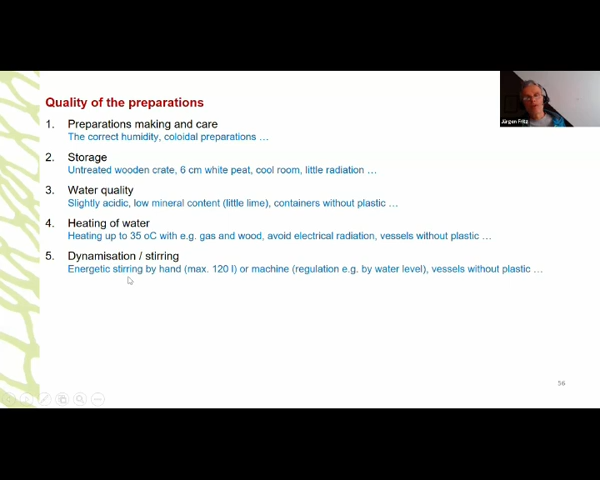 Quality of the preparations
1. Preparations making and care
The correct humidity, coloidal preparations …
2. Storage
Untreated wooden crate, 6 cm white peat, cool room, little radiation …
3. Water quality
Slightly acidic, low mineral content (little lime), containers without plastic …
4. Heating of water
Heating up to 35 oC with e.g. gas and wood, avoid electrical radiation, vessels without plastic …
5. Dynamisation / stirring
Energetic stirring by hand (max. 120 l) or machine (regulation e.g. by water level), vessels without plastic …
Jürgen Fritz
56